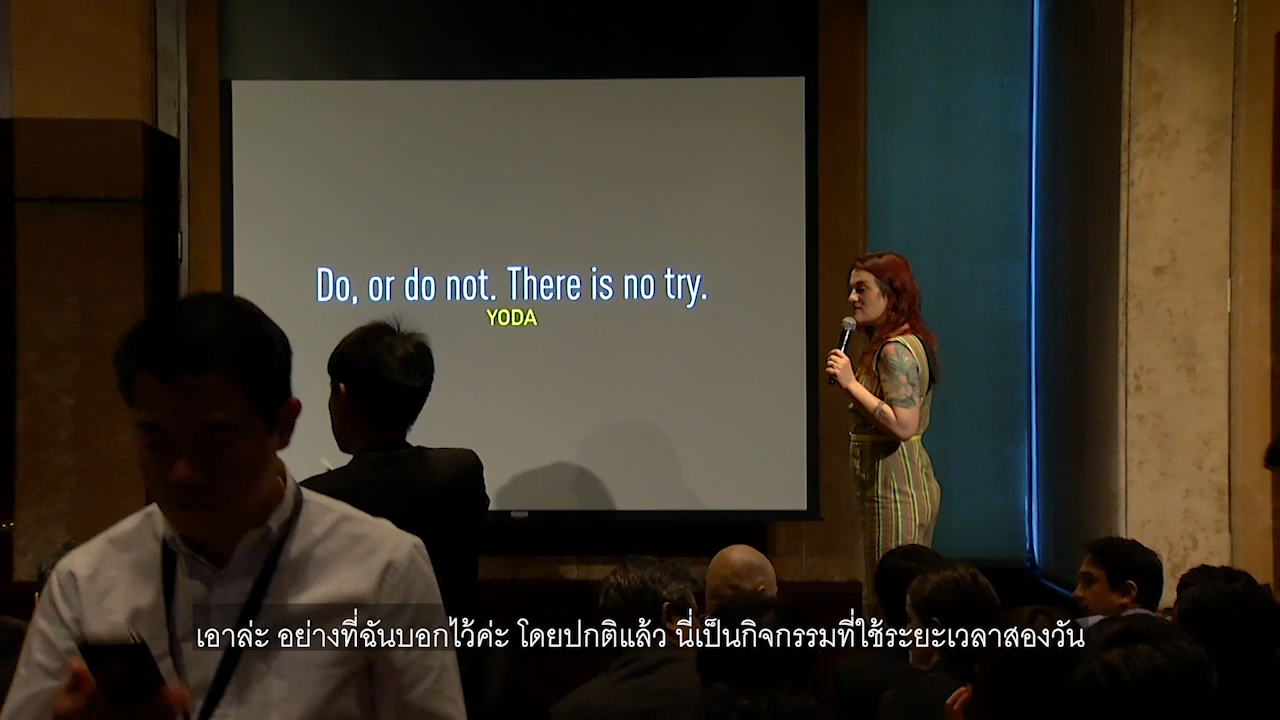 Do, or do not. There is no try.
YODA
เอาล่ะ อย่างที่ฉันบอกไว้ค่ะ โดยปกติแล้ว นี่เป็นกิจกรรมที่ใช้ระยะเวลาสองวัน